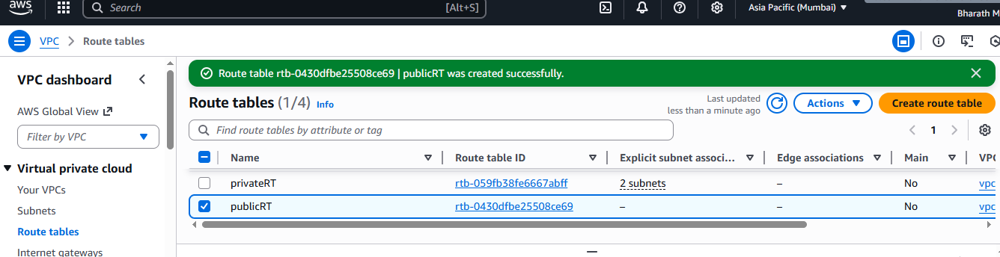 aws
Search [Alt+S]
Asia Pacific (Mumbai)
Bharath M
VPC > Route tables
VPC dashboard
AWS Global View
Filter by VPC
Virtual private cloud
Your VPCs
Subnets
Route tables
Internet gateways
Route table rtb-0430dfbe25508ce69 | publicRT was created successfully.
Route tables (1/4) Info
Last updated
less than a minute ago
Actions
Create route table
Find route tables by attribute or tag
1
Name Route table ID Explicit subnet associ... Edge associations Main VPC
privateRT rtb-059fb38fe6667abff 2 subnets – – No vpc
publicRT rtb-0430dfbe25508ce69 – – No vpc